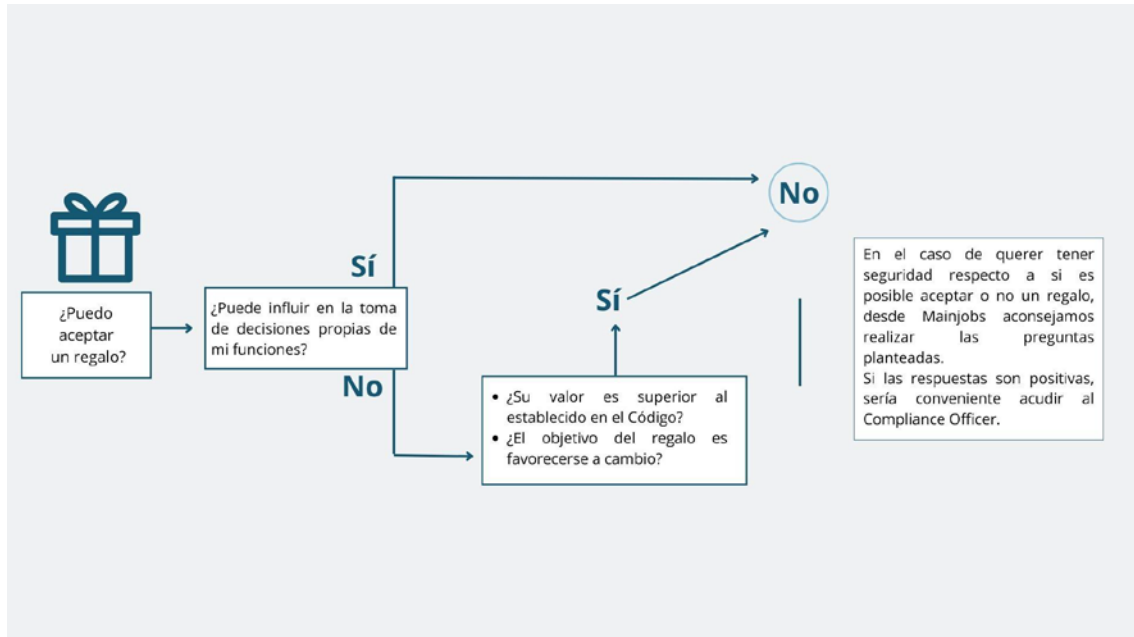 ¿Puedo
aceptar
un regalo?
Sí
¿Puede influir en la toma
de decisiones propias de
mi funciones?
No
Sí
• ¿Su valor es superior al
establecido en el Código?
• ¿El objetivo del regalo es
favorecerse a cambio?
No
En el caso de querer tener
seguridad respecto a si es
posible aceptar o no un regalo,
desde Mainjobs aconsejamos
realizar las preguntas
planteadas.
Si las respuestas son positivas,
sería conveniente acudir al
Compliance Officer.